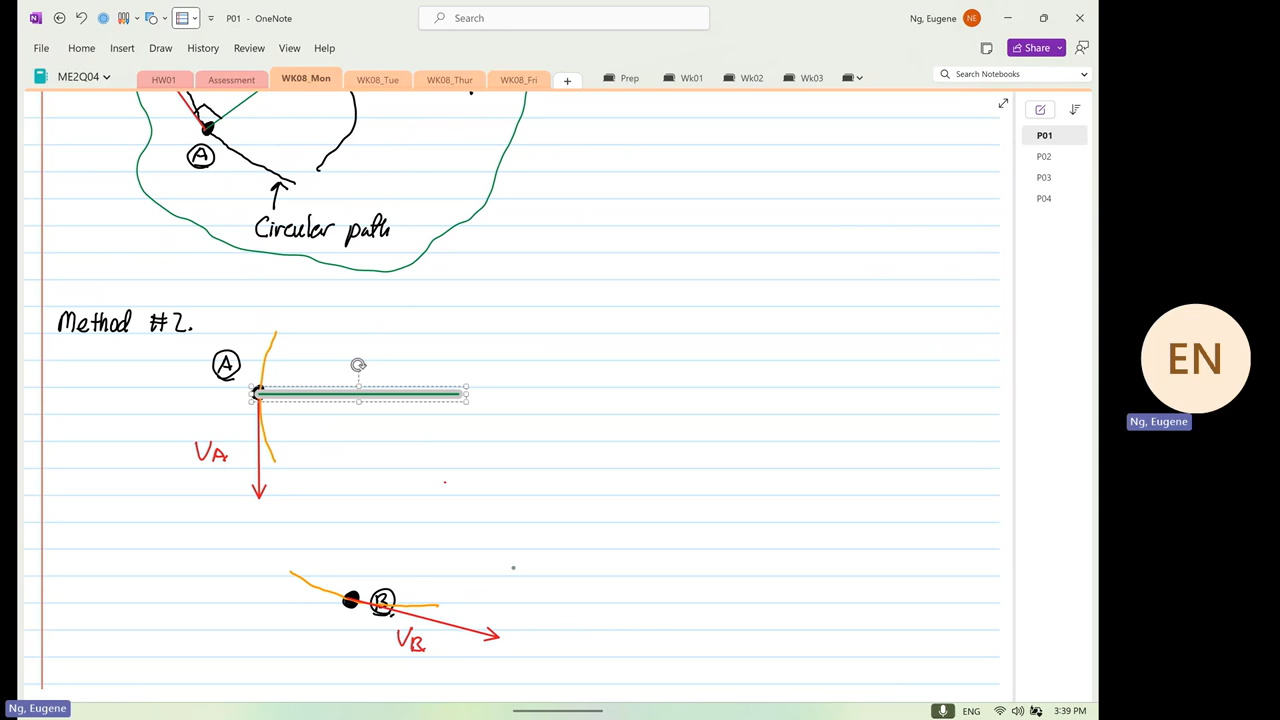 P01 - OneNote
Search
Ng, Eugene
NE
File Home Insert Draw History Review View Help
Share
ME2Q04
HW01 Assessment WK08_Mon WK08_Tue WK08_Thur WK08_Fri + Prep Wk01 Wk02 Wk03
Search Notebooks
P01
P02
P03
P04
A
Circular path
Method #2.
A
VA
B
VB
EN
Ng, Eugene
Ng, Eugene
ENG
3:39 PM